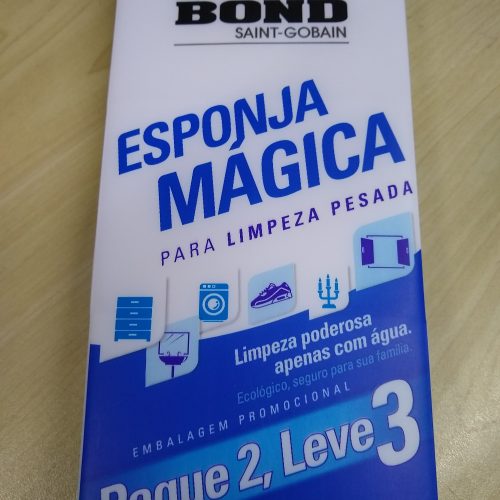 BOND
SAINT-GOBAIN
ESPONJA
MÁGICA
PARA LIMPEZA PESADA
Limpeza poderosa
apenas com água.
Ecológico, seguro para sua família.
EMBALAGEM PROMOCIONAL
Pague 2, Leve 3